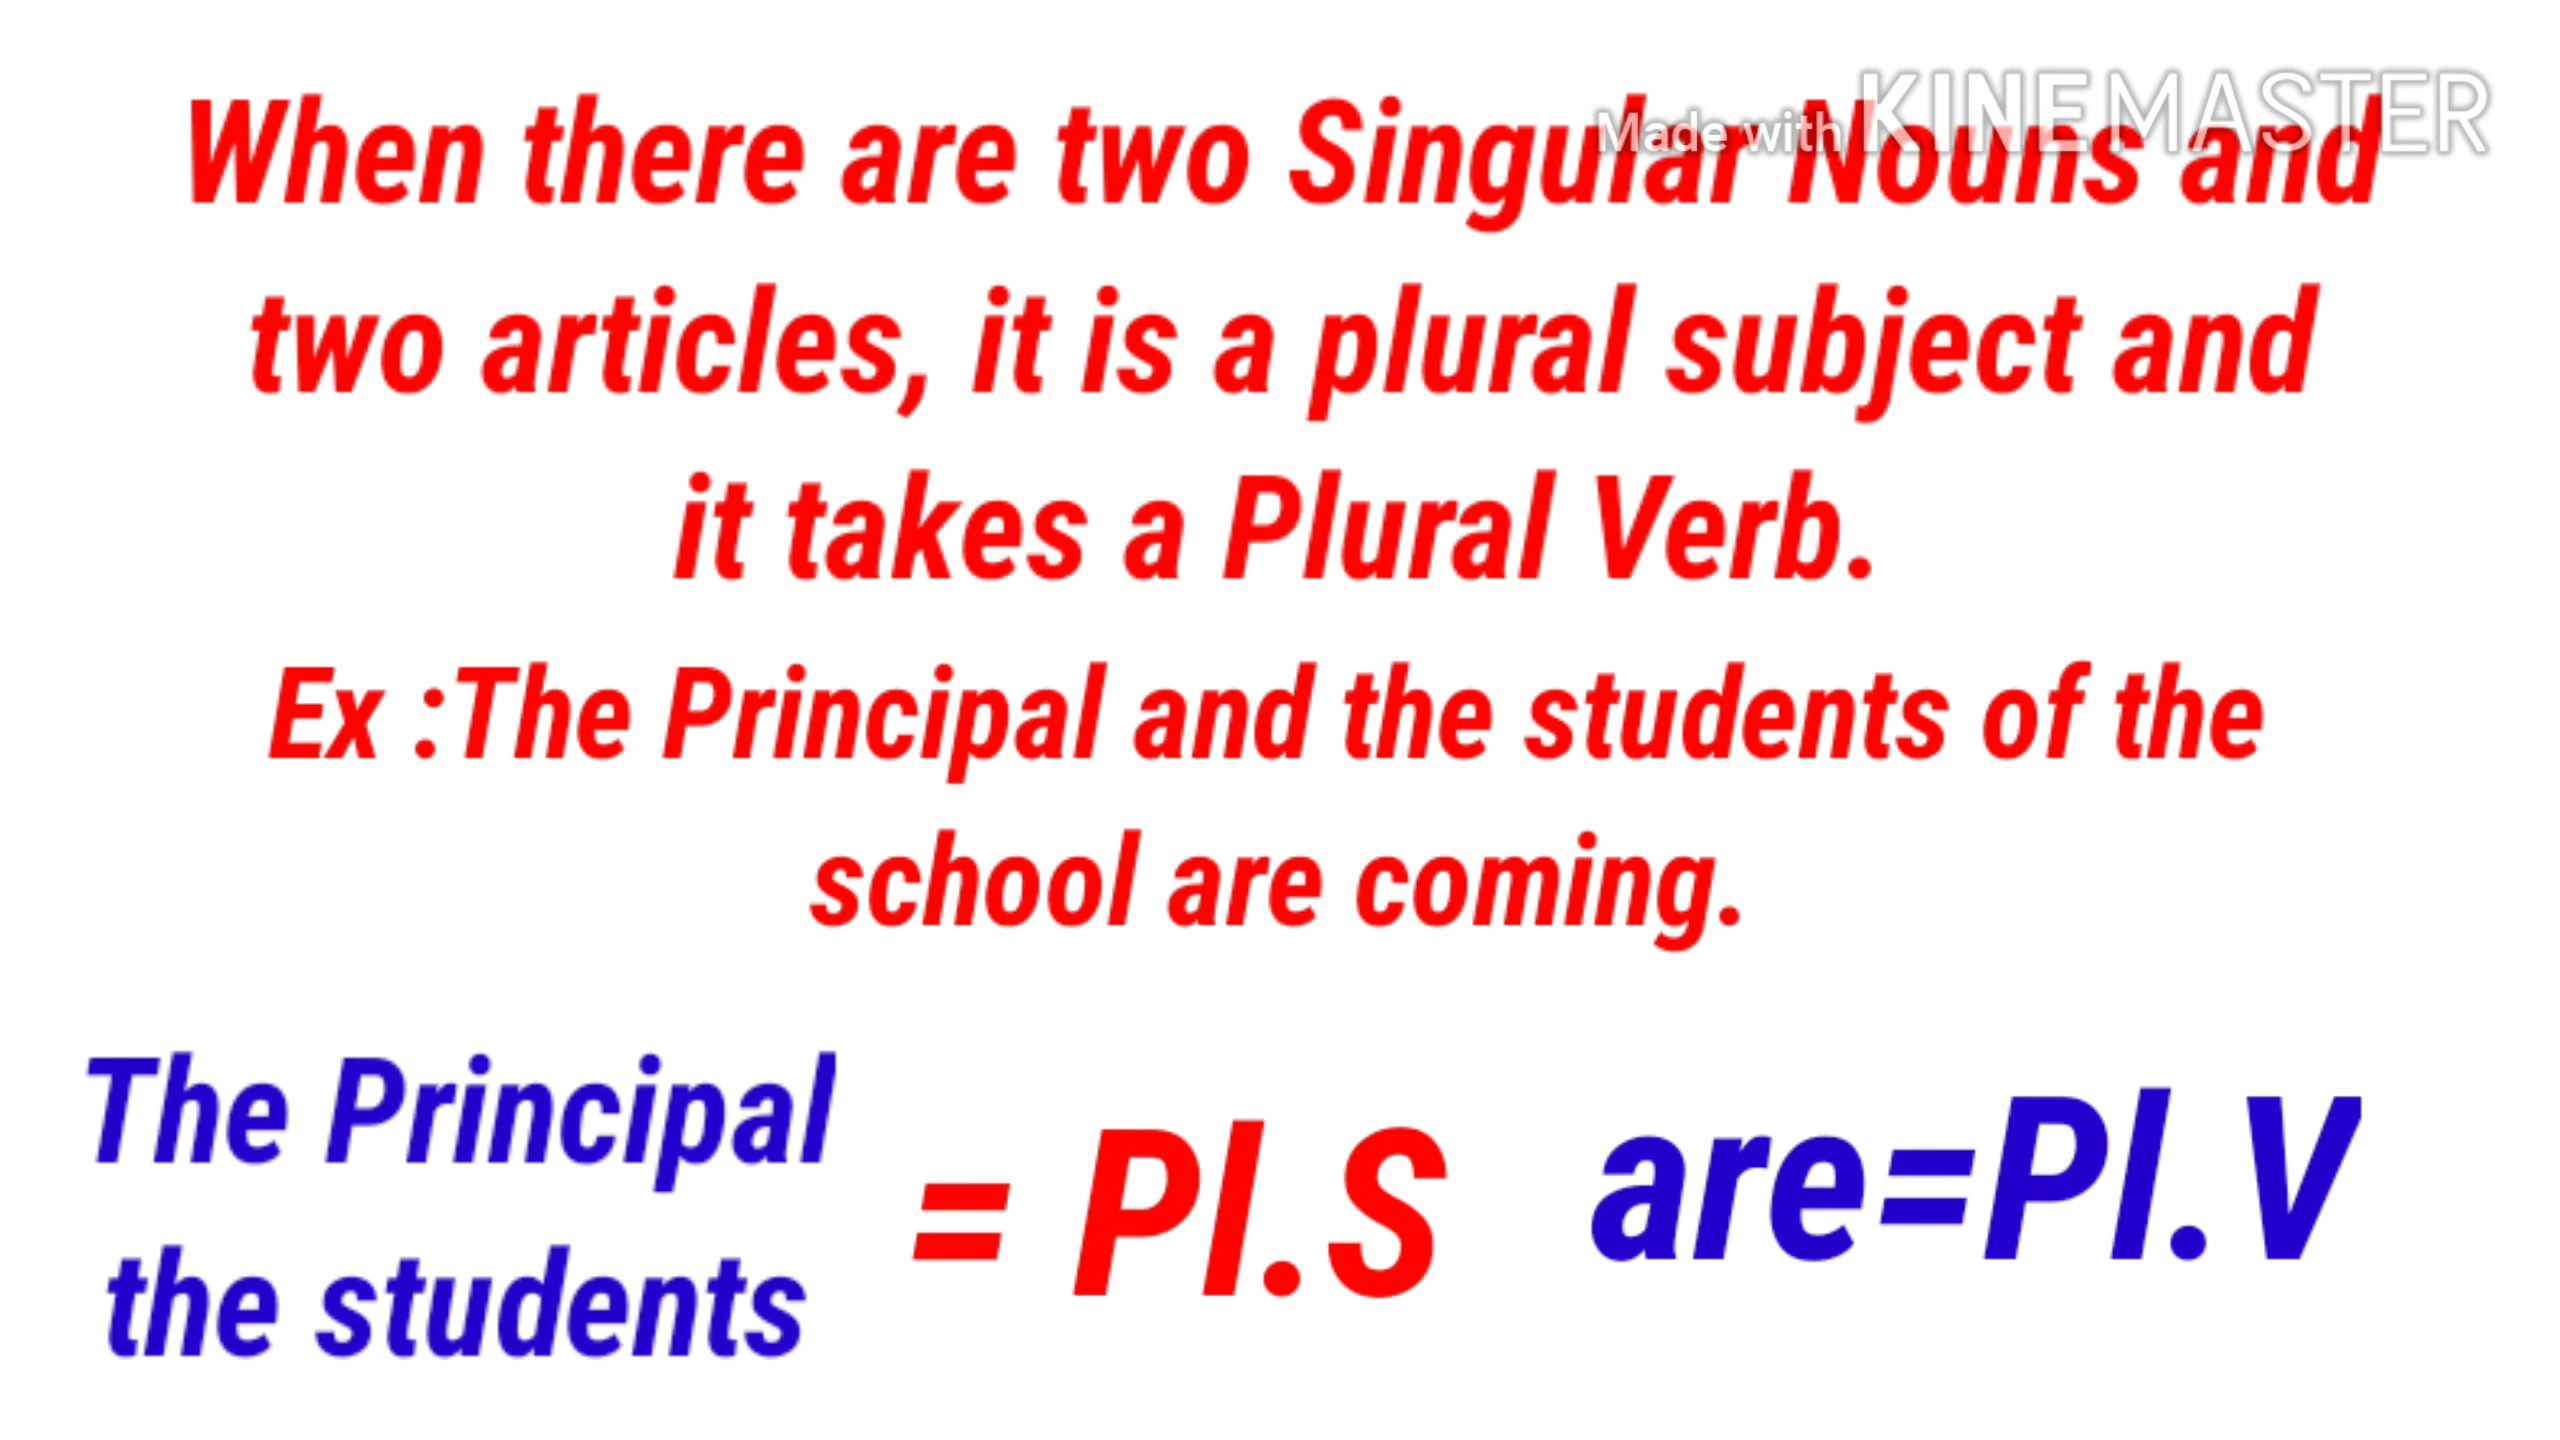 Made with KINEMASTER
When there are two Singular Nouns and
two articles, it is a plural subject and
it takes a Plural Verb.
Ex :The Principal and the students of the
school are coming.
The Principal
the students
= Pl.S
are=Pl.V